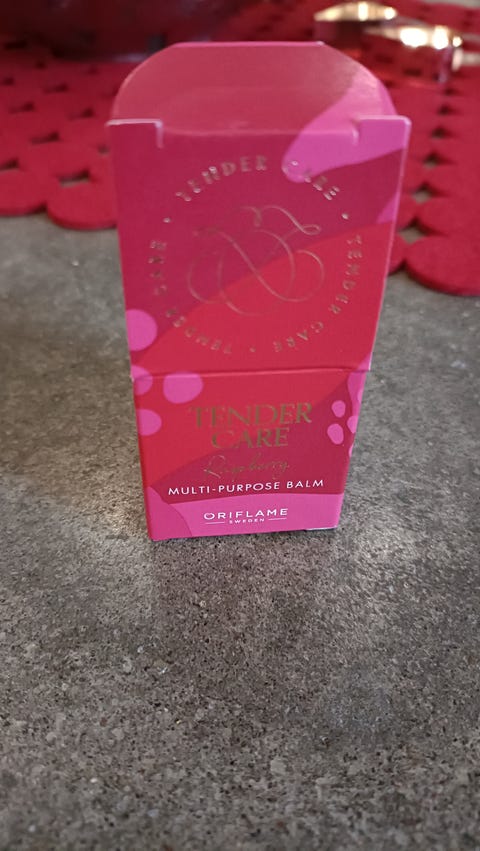 TENDER CARE • TENDER CARE • TENDER CARE •
TENDER
CARE
Raspberry
MULTI-PURPOSE BALM
ORIFLAME
SWEDEN